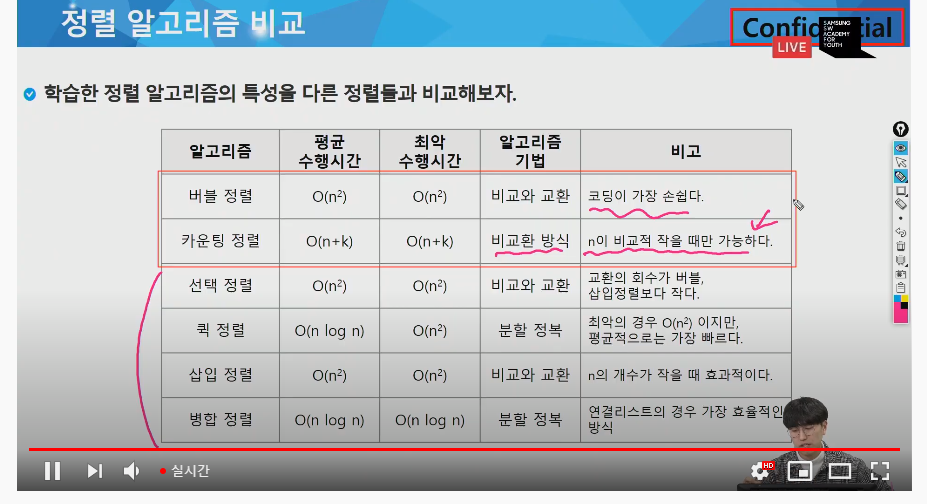 정렬 알고리즘 비교
Confidential
SAMSUNG
SW
ACADEMY
FOR
YOUTH
LIVE
학습한 정렬 알고리즘의 특성을 다른 정렬들과 비교해보자.
알고리즘 평균 수행시간 최악 수행시간 알고리즘 기법 비고
버블 정렬 O(n²) O(n²) 비교와 교환 코딩이 가장 손쉽다.
카운팅 정렬 O(n+k) O(n+k) 비교환 방식 n이 비교적 작을 때만 가능하다.
선택 정렬 O(n²) O(n²) 비교와 교환 교환의 회수가 버블,
삽입정렬보다 작다.
퀵 정렬 O(n log n) O(n²) 분할 정복 최악의 경우 O(n²) 이지만,
평균적으로는 가장 빠르다.
삽입 정렬 O(n²) O(n²) 비교와 교환 n의 개수가 작을 때 효과적이다.
병합 정렬 O(n log n) O(n log n) 분할 정복 연결리스트의 경우 가장 효율적인
방식
실시간
HD